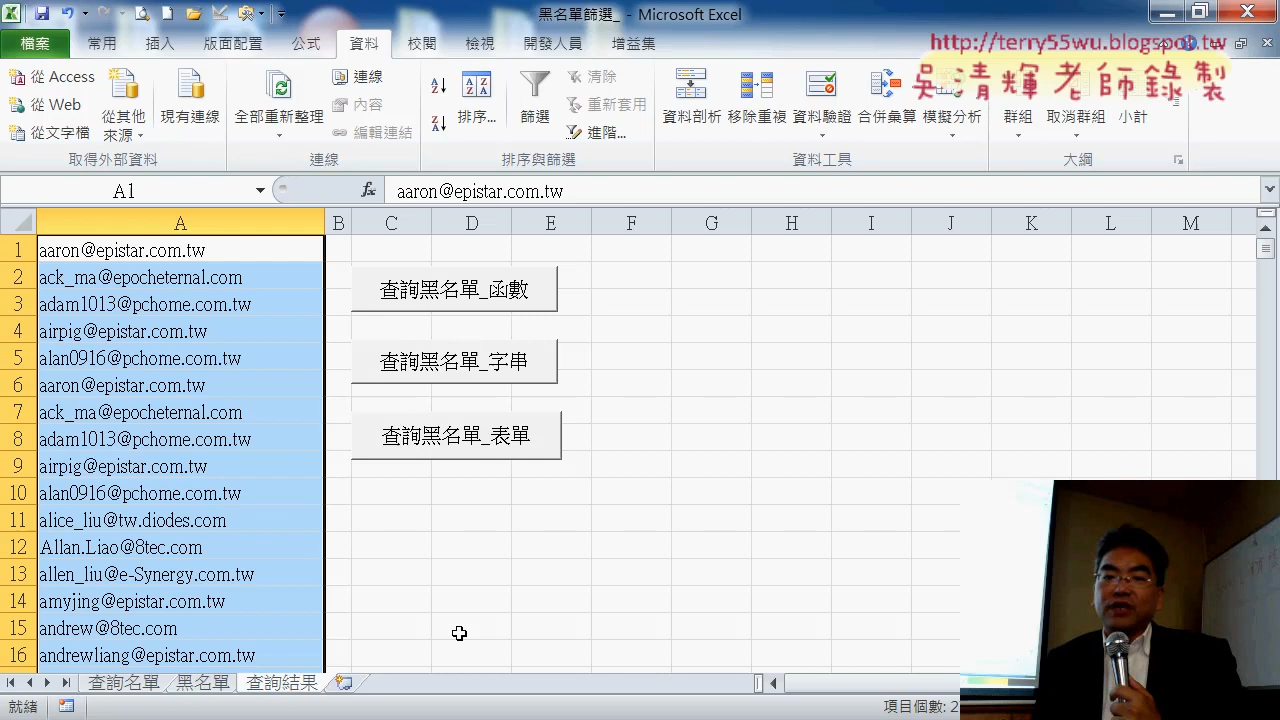 黑名單篩選_ - Microsoft Excel
http://terry55wu.blogspot.tw
吳清輝老師錄製
檔案 常用 插入 版面配置 公式 資料 校閱 檢視 開發人員 增益集
從 Access
從 Web
從文字檔
從其他
來源
現有連線
全部重新整理
連線
內容
編輯連結
排序...
篩選
清除
重新套用
進階...
資料剖析 移除重複 資料驗證 合併彙算 模擬分析
群組 取消群組 小計
取得外部資料 連線 排序與篩選 資料工具 大綱
A1 fx aaron@epistar.com.tw
A B C D E F G H I J K L M
1 aaron@epistar.com.tw
2 ack_ma@epocheternal.com
3 adam1013@pchome.com.tw
4 airpig@epistar.com.tw
5 alan0916@pchome.com.tw
6 aaron@epistar.com.tw
7 ack_ma@epocheternal.com
8 adam1013@pchome.com.tw
9 airpig@epistar.com.tw
10 alan0916@pchome.com.tw
11 alice_liu@tw.diodes.com
12 allan.Liao@8tec.com
13 allen_liu@e-Synergy.com.tw
14 amyjing@epistar.com.tw
15 andrew@8tec.com
16 andrewliang@epistar.com.tw
查詢黑名單_函數
查詢黑名單_字串
查詢黑名單_表單
查詢名單 黑名單 查詢結果
就緒
項目個數: 2